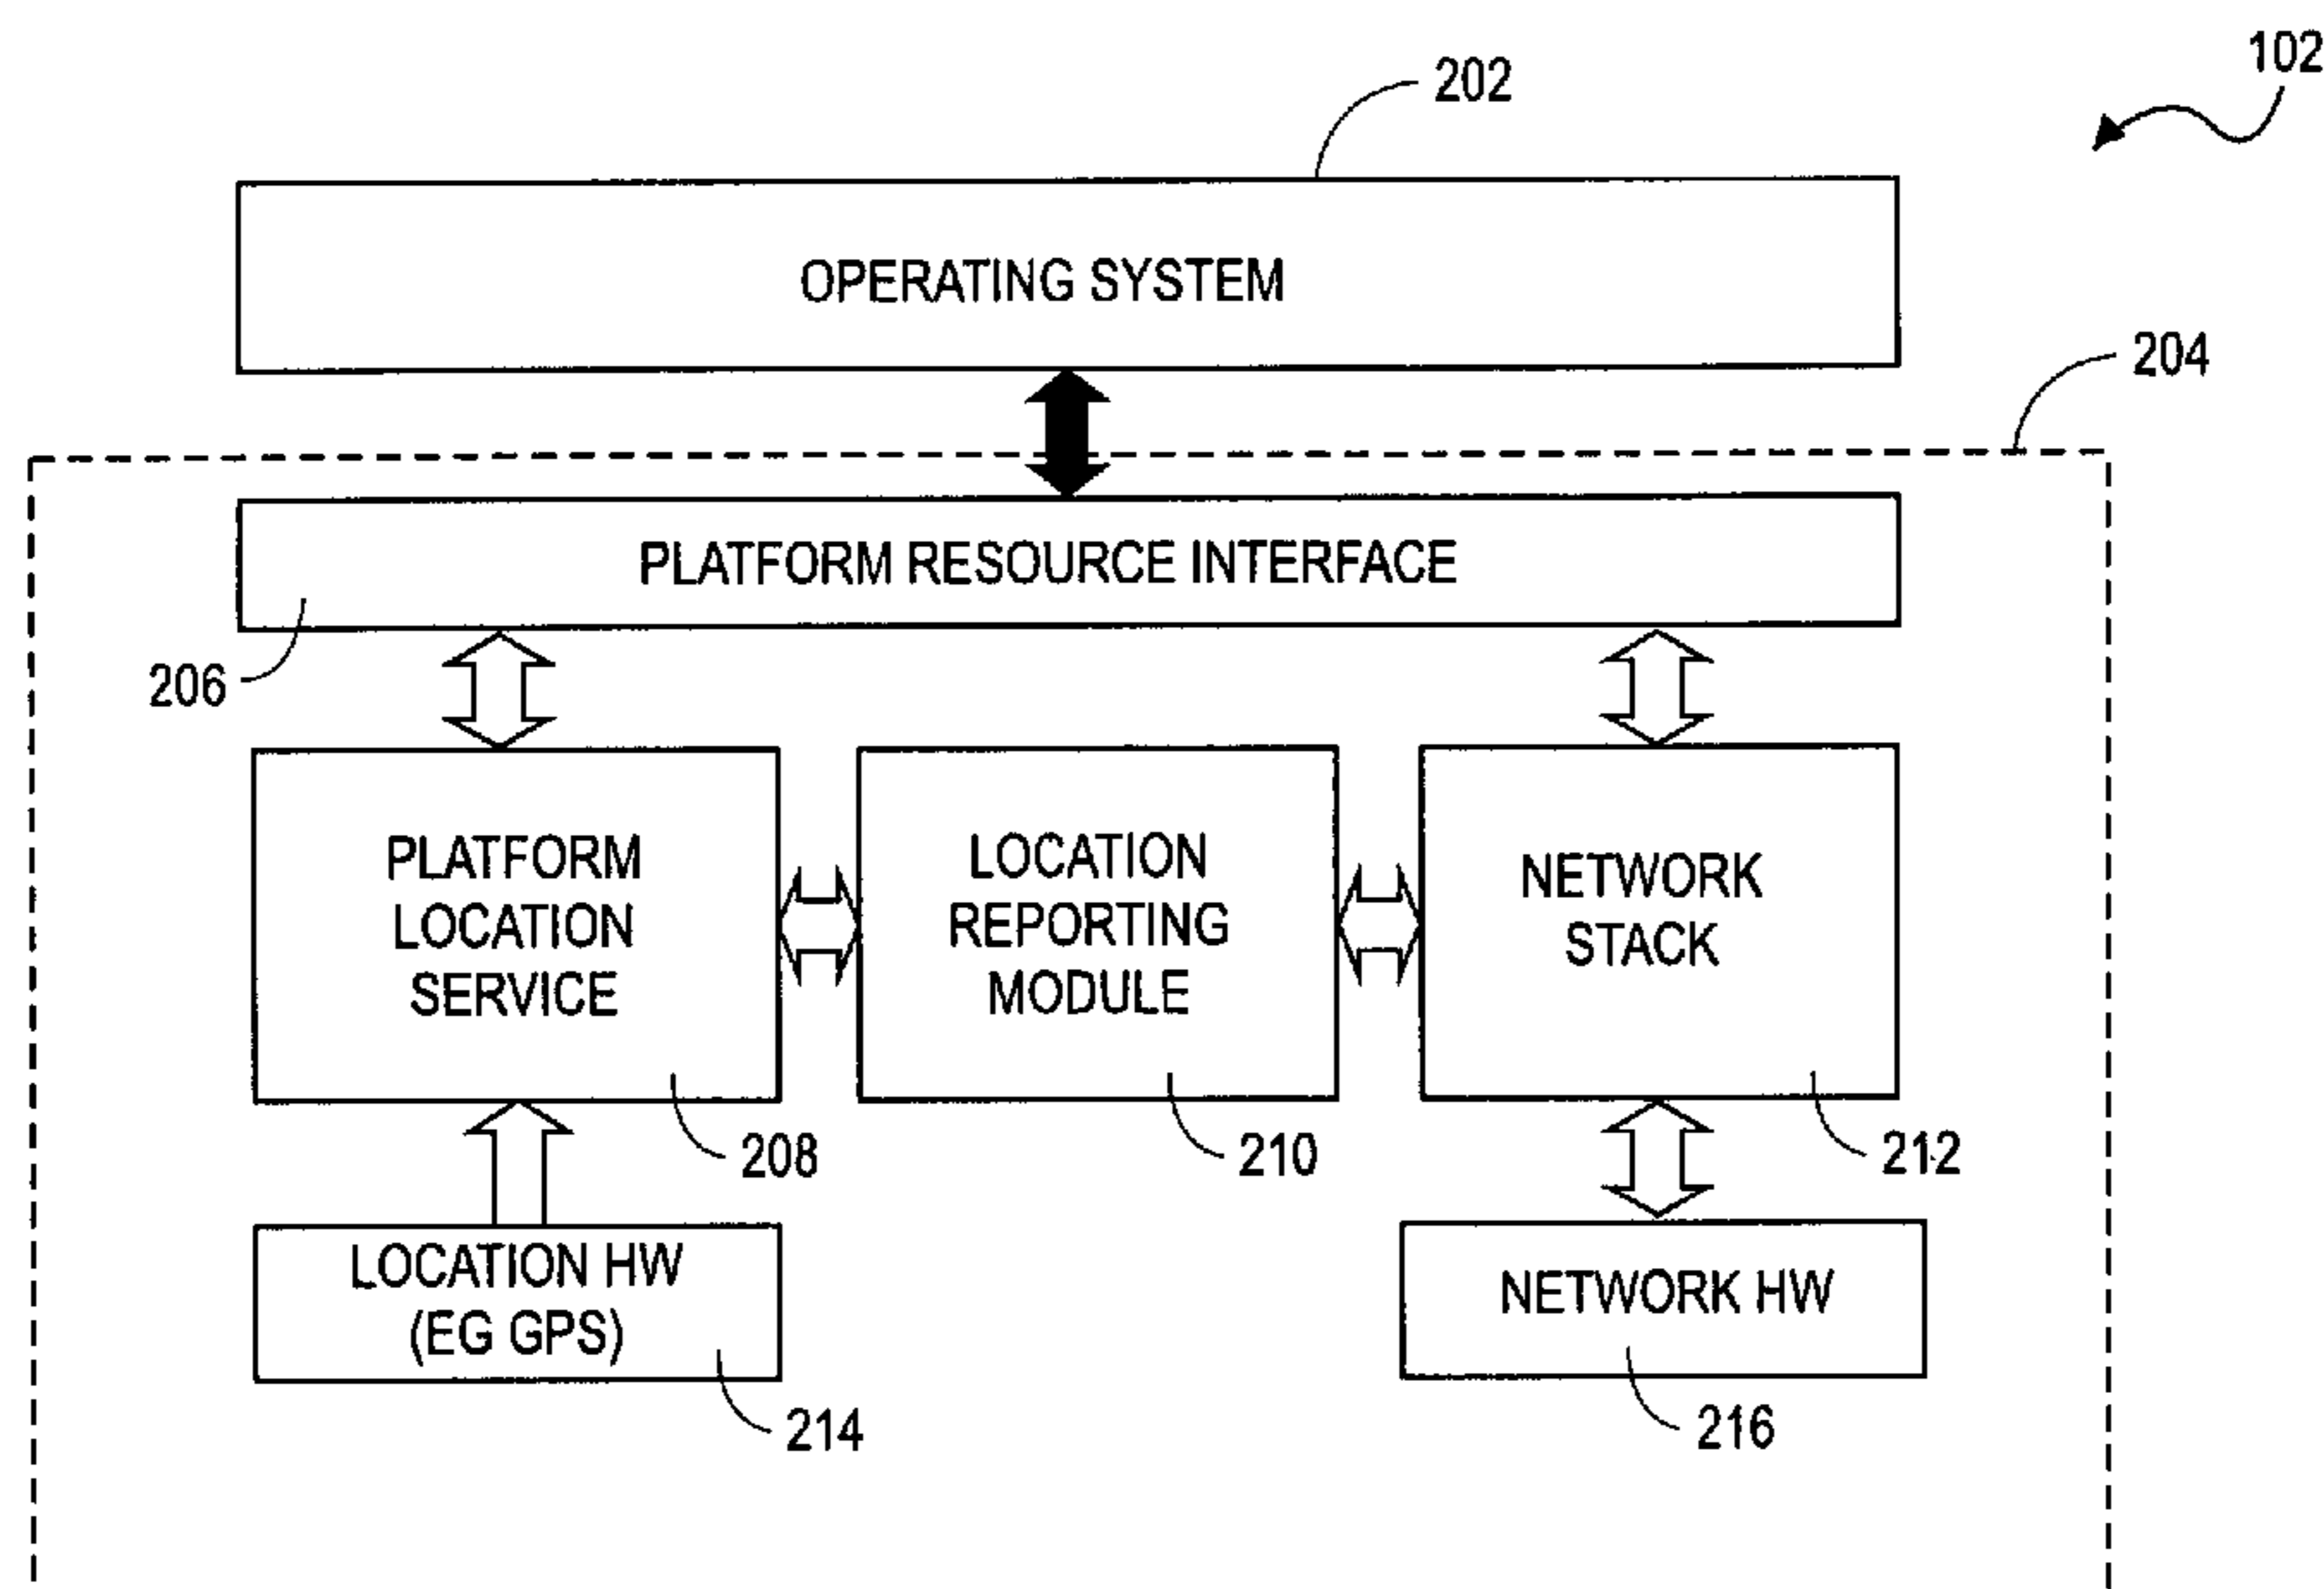 102
202
OPERATING SYSTEM
204
PLATFORM RESOURCE INTERFACE
206
PLATFORM
LOCATION
SERVICE
208
LOCATION
REPORTING
MODULE
210
NETWORK
STACK
212
LOCATION HW
(EG GPS)
214
NETWORK HW
216